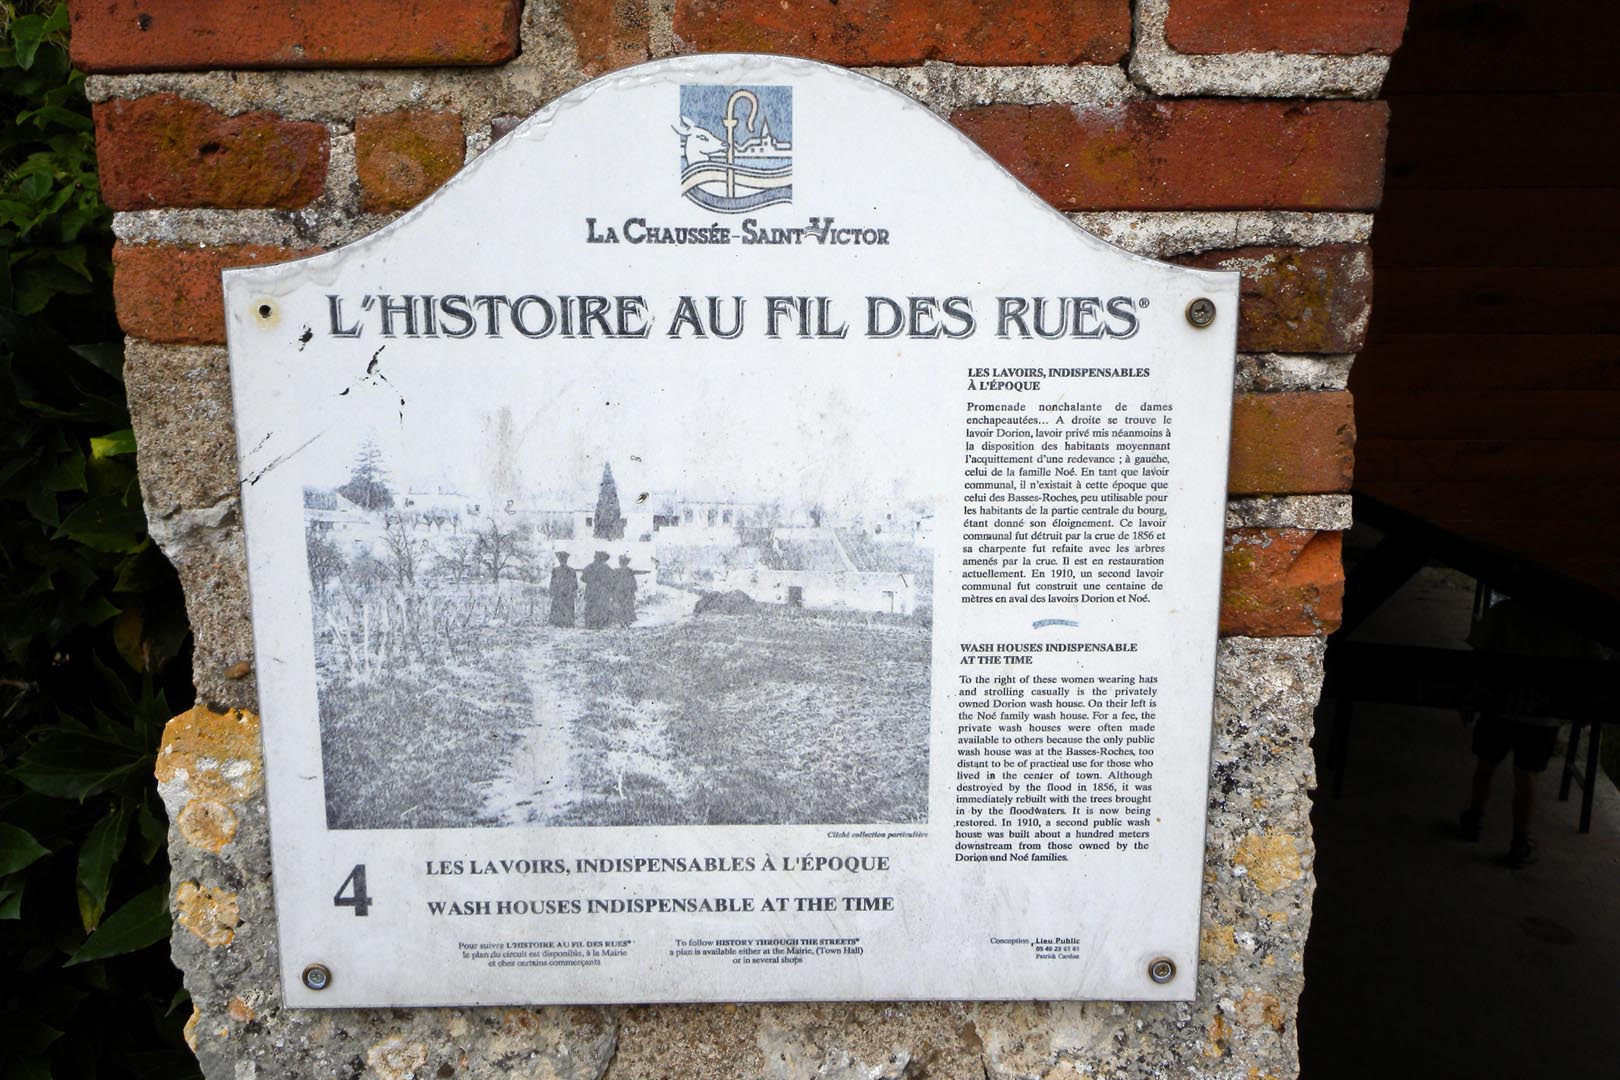 LA CHAUSSÉE-SAINT-VICTOR
L'HISTOIRE AU FIL DES RUES®
LES LAVOIRS, INDISPENSABLES
À L'ÉPOQUE
Promenade nonchalante de dames
enchapeautées... A droite se trouve le
lavoir Dorion, lavoir privé mis néanmoins à
la disposition des habitants moyennant
l'acquittement d'une redevance ; à gauche,
celui de la famille Noé. En tant que lavoir
communal, il n'existait à cette époque que
celui des Basses-Roches, peu utilisable pour
les habitants de la partie centrale du bourg,
étant donné son éloignement. Ce lavoir
communal fut détruit par la crue de 1856 et
sa charpente fut refaite avec les arbres
amenés par la crue. Il est en restauration
actuellement. En 1910, un second lavoir
communal fut construit une centaine de
mètres en aval des lavoirs Dorion et Noé.
WASH HOUSES INDISPENSABLE
AT THE TIME
To the right of these women wearing hats
and strolling casually is the privately
owned Dorion wash house. On their left is
the Noé family wash house. For a fee, the
private wash houses were often made
available to others because the only public
wash house was at the Basses-Roches, too
distant to be of practical use for those who
lived in the center of town. Although
destroyed by the flood in 1856, it was
immediately rebuilt with the trees brought
in by the floodwaters. It is now being
restored. In 1910, a second public wash
house was built about a hundred meters
downstream from those owned by the
Dorion and Noé families.
Cliché collection particulière
4
LES LAVOIRS, INDISPENSABLES À L'ÉPOQUE
WASH HOUSES INDISPENSABLE AT THE TIME
Pour suivre L'HISTOIRE AU FIL DES RUES®
le plan du circuit est disponible, à la Mairie
et chez certains commerçants
To follow HISTORY THROUGH THE STREETS®
a plan is available either at the Mairie, (Town Hall)
or in several shops
Conception Lieu Public
Patrick Cardon